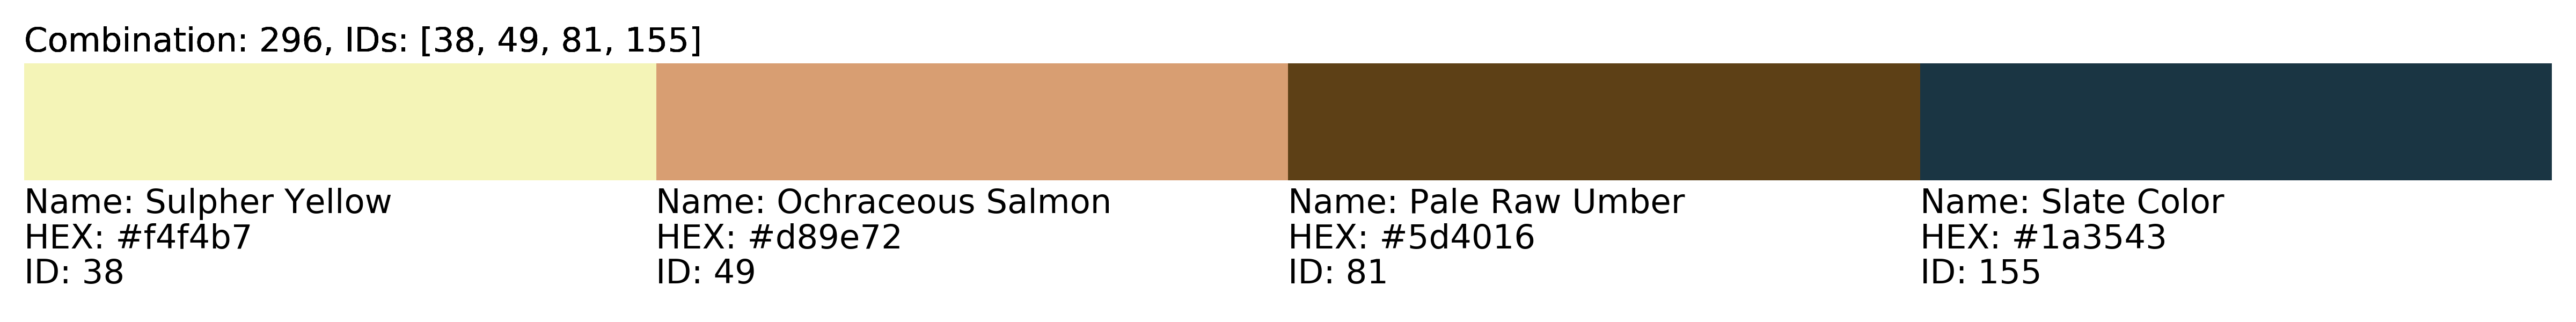 Combination: 296, IDs: [38, 49, 81, 155]
Name: Sulpher Yellow
HEX: #f4f4b7
ID: 38
Name: Ochraceous Salmon
HEX: #d89e72
ID: 49
Name: Pale Raw Umber
HEX: #5d4016
ID: 81
Name: Slate Color
HEX: #1a3543
ID: 155